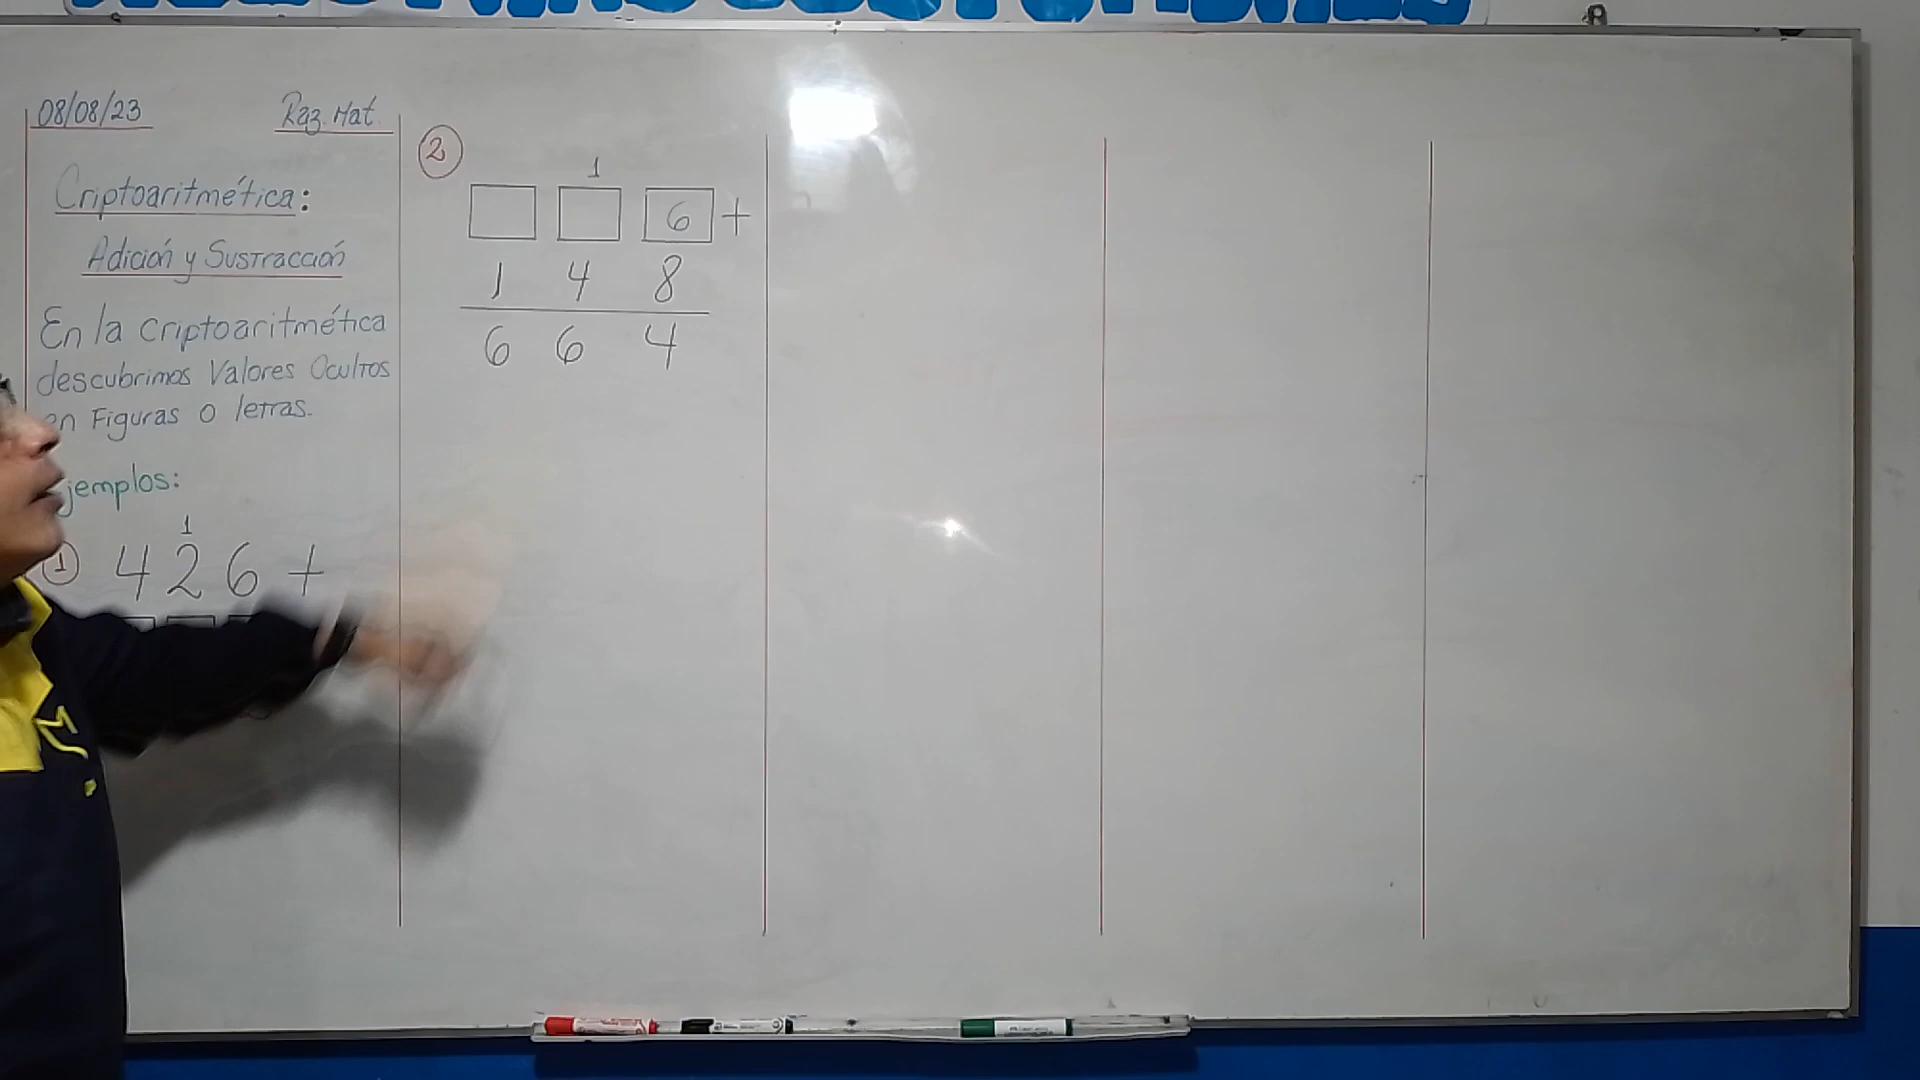 08/08/23 Raz. Mat.
Criptoaritmética:
Adición y Sustracción
En la criptoaritmética
descubrimos Valores Ocultos
en Figuras o letras.
jemplos:
1
1 4 2 6 +
2
1
6 +
1 4 8
6 6 4